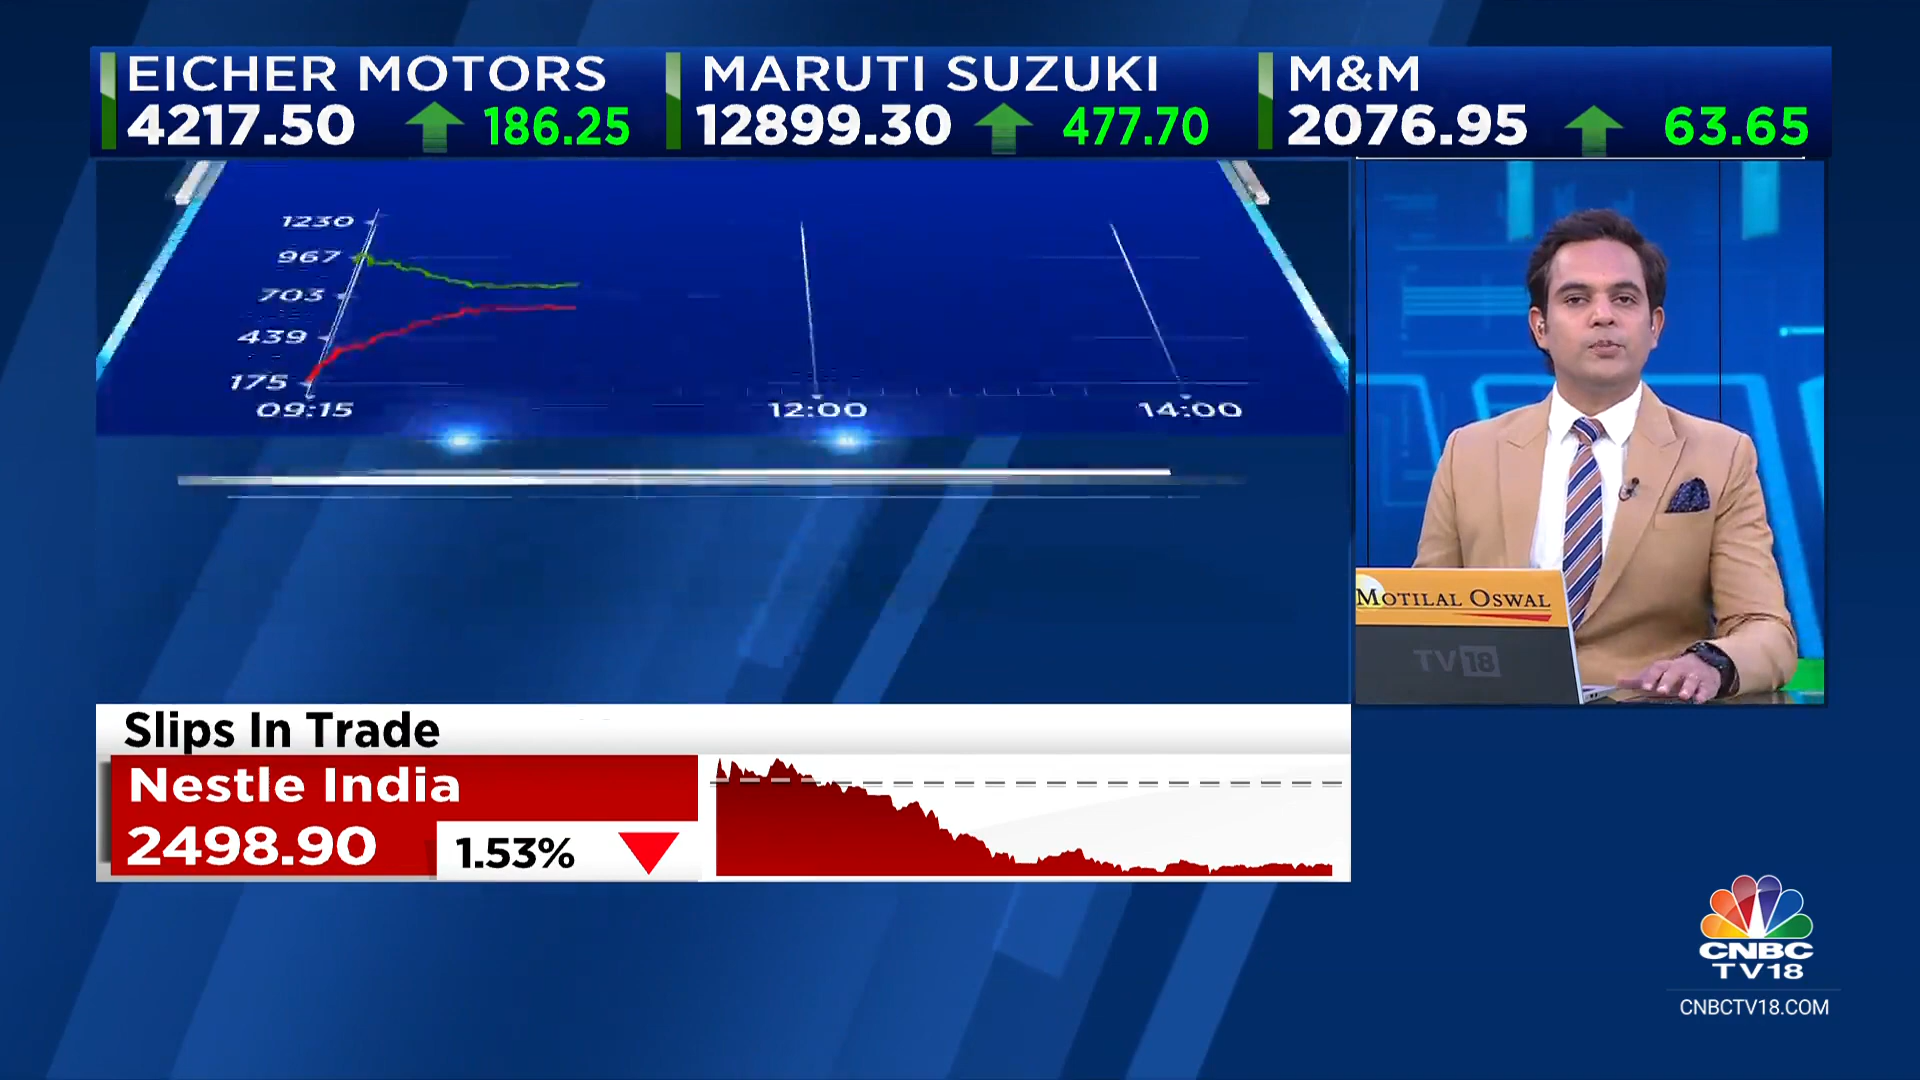 EICHER MOTORS
4217.50 186.25
MARUTI SUZUKI
12899.30 477.70
M&M
2076.95 63.65
1230
967
703
439
175
09:15 12:00 14:00
MOTILAL OSWAL
TV18
Slips In Trade
Nestle India
2498.90 1.53%
CNBC
TV18
CNBCTV18.COM